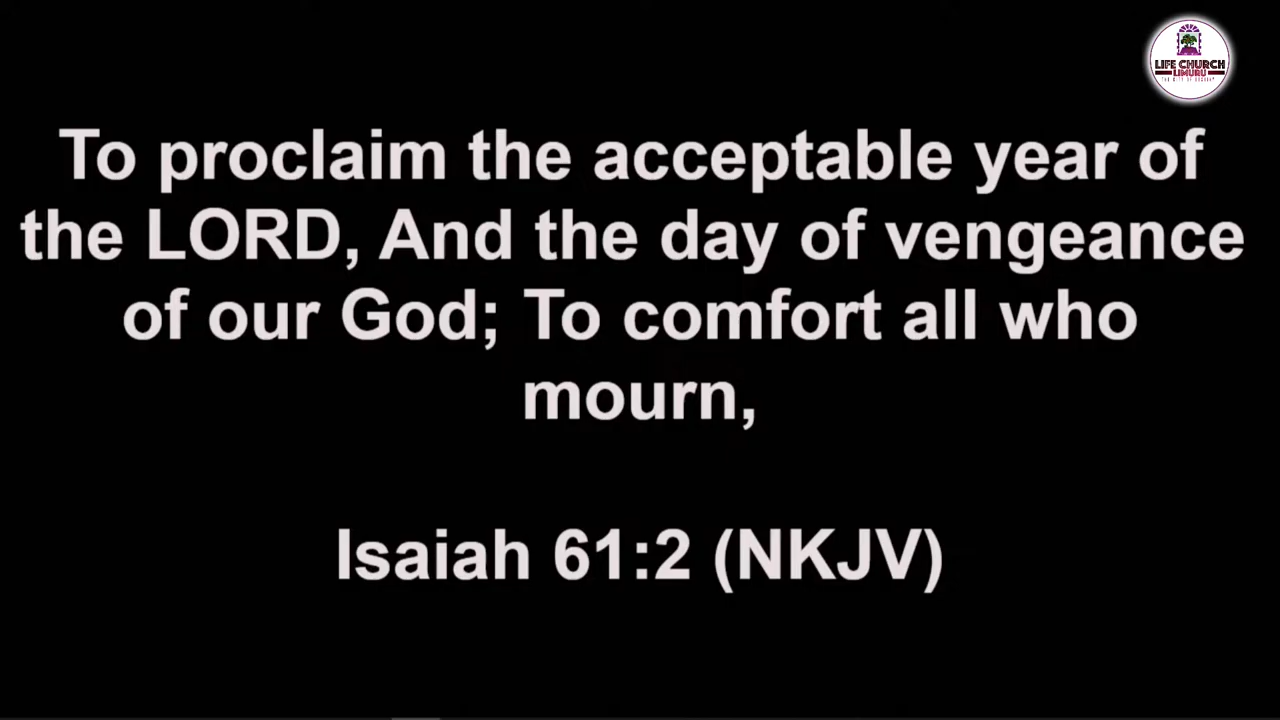 LIFE CHURCH
LIMURU
To proclaim the acceptable year of
the LORD, And the day of vengeance
of our God; To comfort all who
mourn,
Isaiah 61:2 (NKJV)